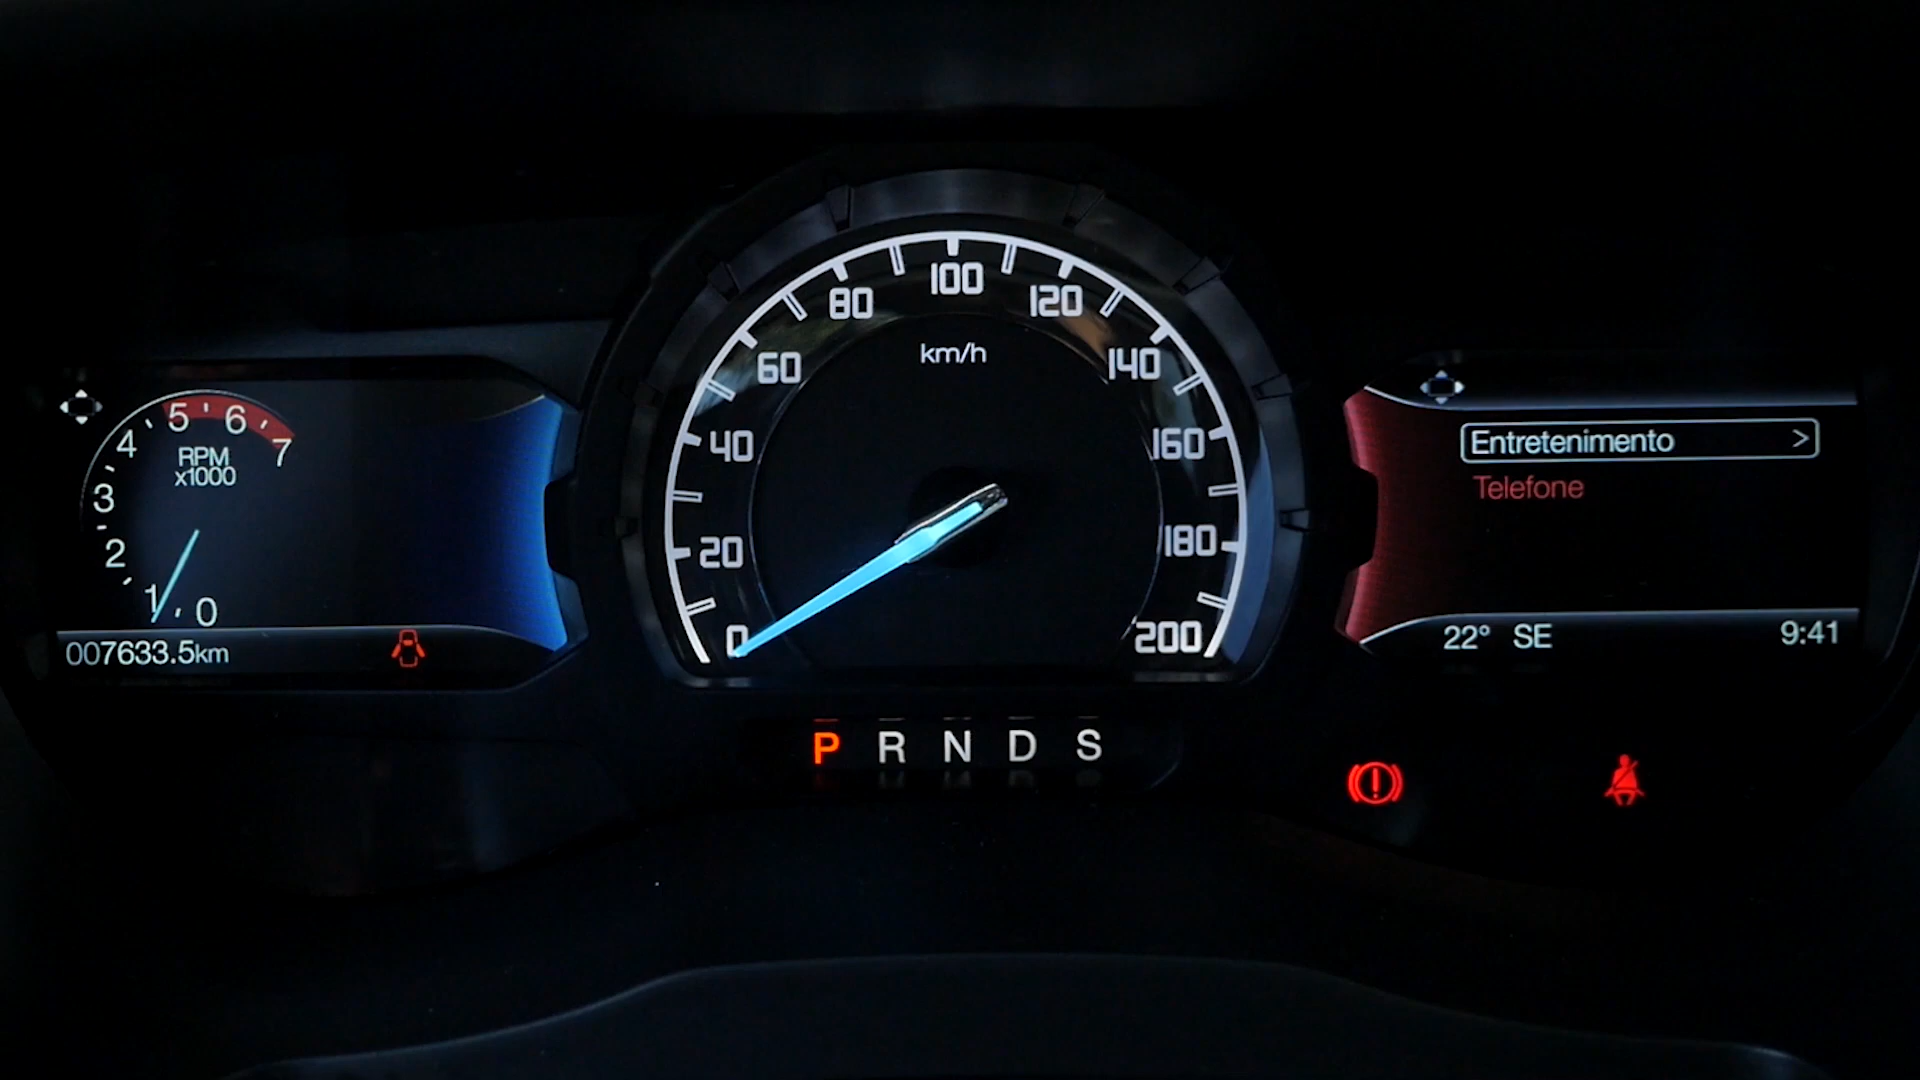 5 6
4 7
RPM
x1000
3
2
1 0
007633.5km
100
80 120
km/h
60 140
40 160
20 180
0 200
P R N D S
Entretenimento >
Telefone
22° SE 9:41